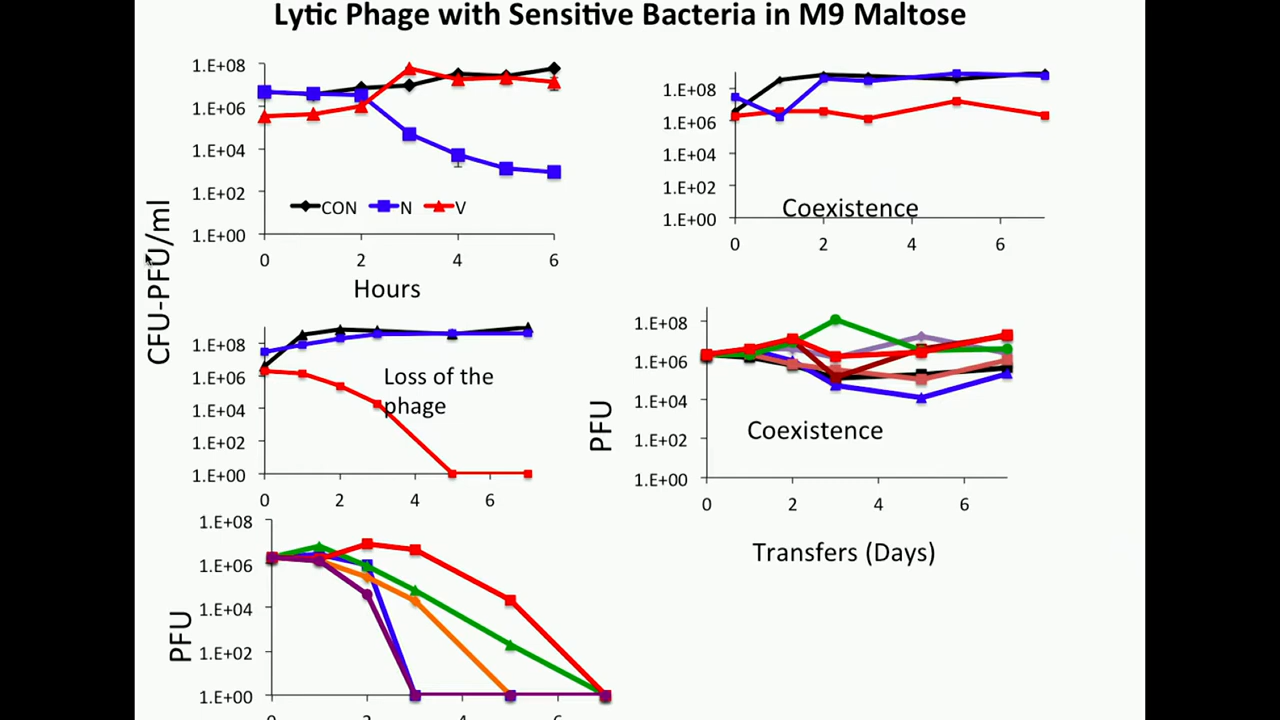 Lytic Phage with Sensitive Bacteria in M9 Maltose
CFU-PFU/ml
1.E+08
1.E+06
1.E+04
1.E+02
1.E+00
CON N V
0 2 4 6
Hours
1.E+08
1.E+06
1.E+04
1.E+02
1.E+00
Coexistence
0 2 4 6
1.E+08
1.E+06
1.E+04
1.E+02
1.E+00
Loss of the
phage
0 2 4 6
PFU
1.E+08
1.E+06
1.E+04
1.E+02
1.E+00
Coexistence
0 2 4 6
Transfers (Days)
PFU
1.E+08
1.E+06
1.E+04
1.E+02
1.E+00
0 2 4 6